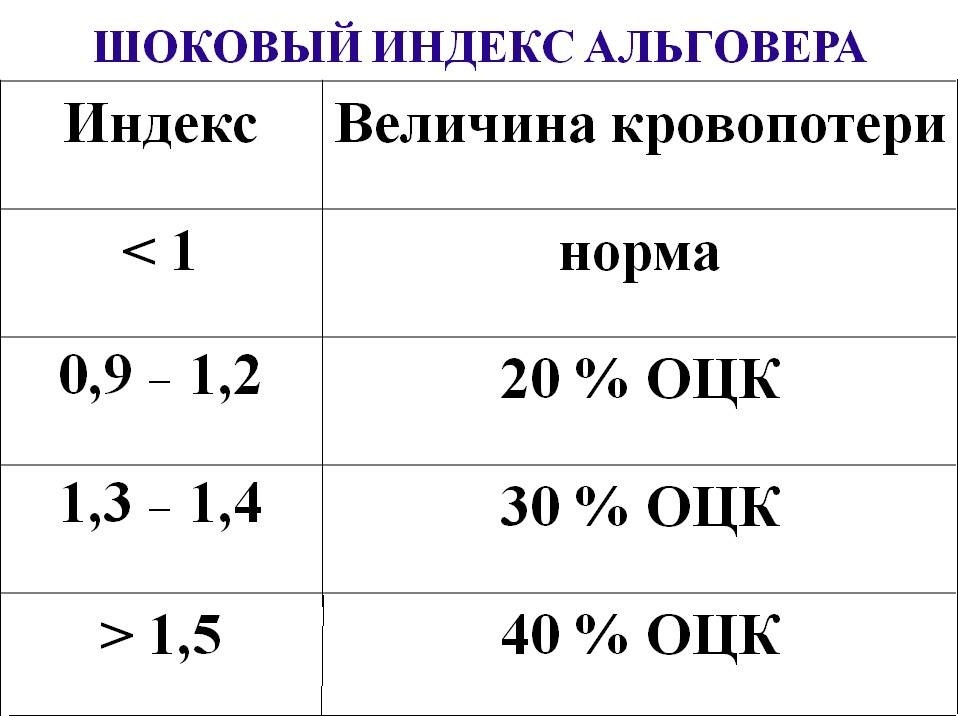 ШОКОВЫЙ ИНДЕКС АЛЬГОВЕРА
Индекс Величина кровопотери
< 1 норма
0,9 – 1,2 20 % ОЦК
1,3 – 1,4 30 % ОЦК
> 1,5 40 % ОЦК